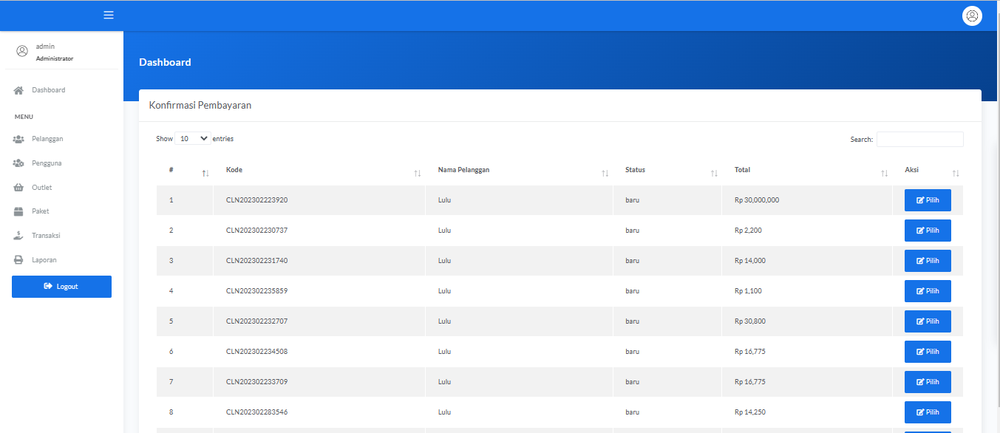 admin
Administrator
Dashboard
MENU
Pelanggan
Pengguna
Outlet
Paket
Transaksi
Laporan
Logout
Dashboard
Konfirmasi Pembayaran
Show 10 entries
Search:
# Kode Nama Pelanggan Status Total Aksi
1 CLN202302223920 Lulu baru Rp 30,000,000 Pilih
2 CLN202302230737 Lulu baru Rp 2,200 Pilih
3 CLN202302231740 Lulu baru Rp 14,000 Pilih
4 CLN202302235859 Lulu baru Rp 1,100 Pilih
5 CLN202302232707 Lulu baru Rp 30,800 Pilih
6 CLN202302234508 Lulu baru Rp 16,775 Pilih
7 CLN202302233709 Lulu baru Rp 16,775 Pilih
8 CLN202302283546 Lulu baru Rp 14,250 Pilih